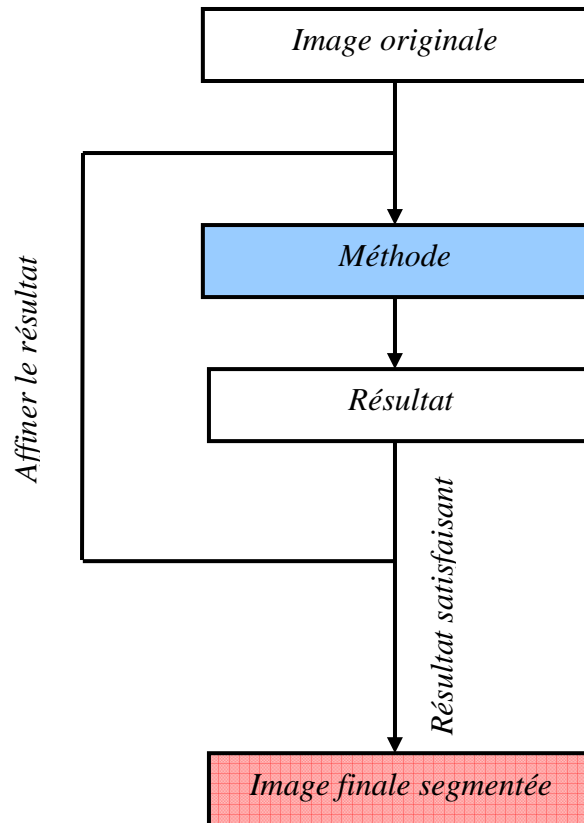 Image originale
Méthode
Affiner le résultat
Résultat
Résultat satisfaisant
Image finale segmentée